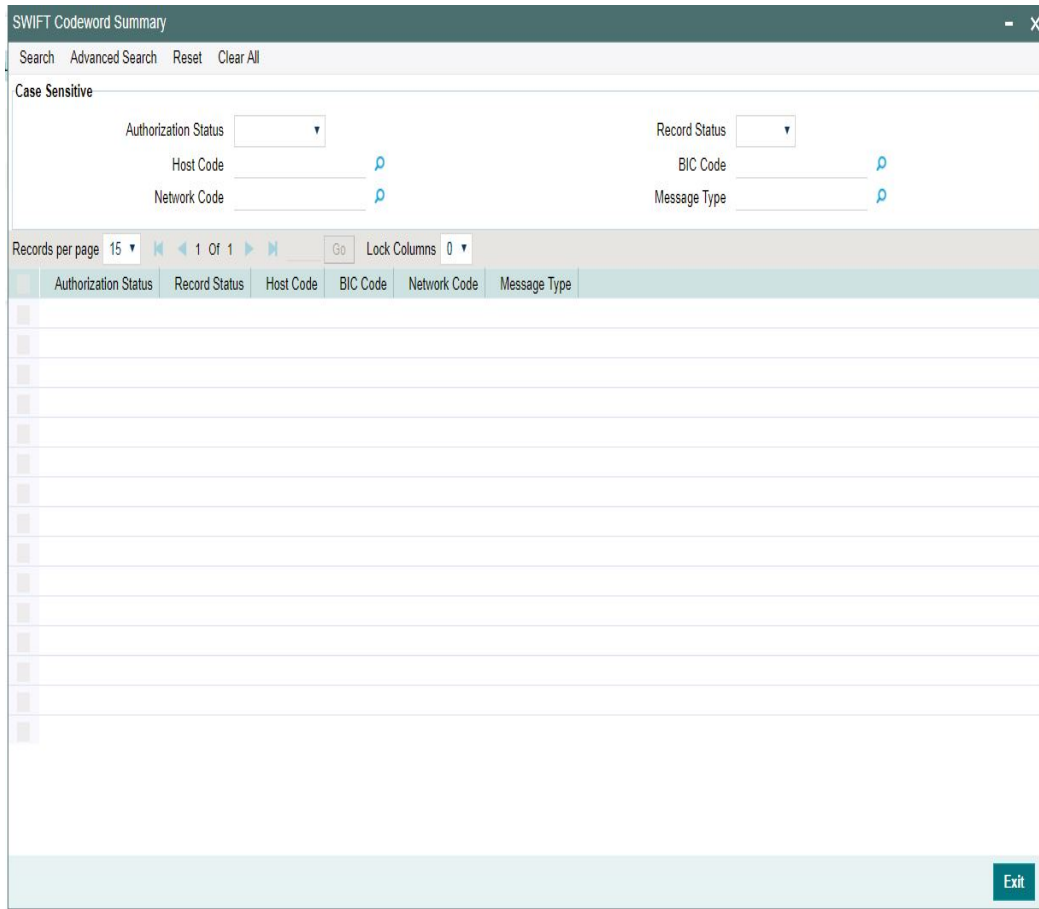 SWIFT Codeword Summary
Search Advanced Search Reset Clear All
Case Sensitive
Authorization Status Record Status
Host Code BIC Code
Network Code Message Type
Records per page 15 1 Of 1 Go Lock Columns 0
Authorization Status Record Status Host Code BIC Code Network Code Message Type
Exit